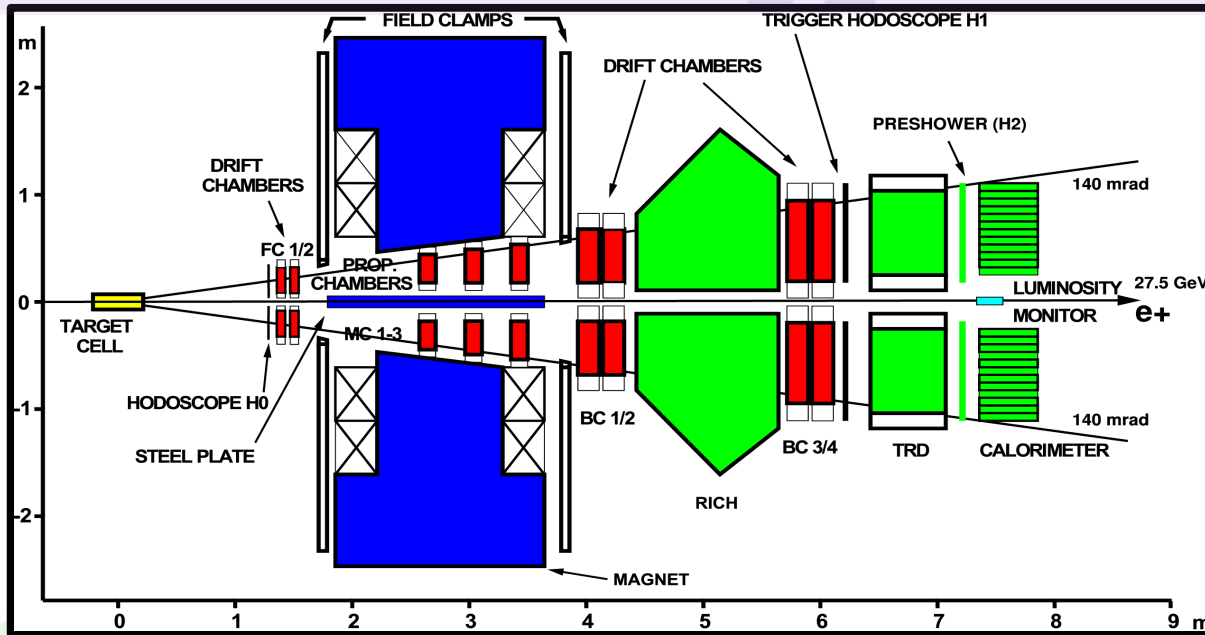 FIELD CLAMPS
TRIGGER HODOSCOPE H1
m
2
DRIFT CHAMBERS
PRESHOWER (H2)
DRIFT
CHAMBERS
1
140 mrad
FC 1/2
PROP.
CHAMBERS
0
27.5 GeV
LUMINOSITY
MONITOR
e+
TARGET
CELL
MC 1-3
HODOSCOPE H0
-1
BC 1/2
140 mrad
STEEL PLATE
BC 3/4
TRD
CALORIMETER
RICH
-2
MAGNET
0 1 2 3 4 5 6 7 8 9 m